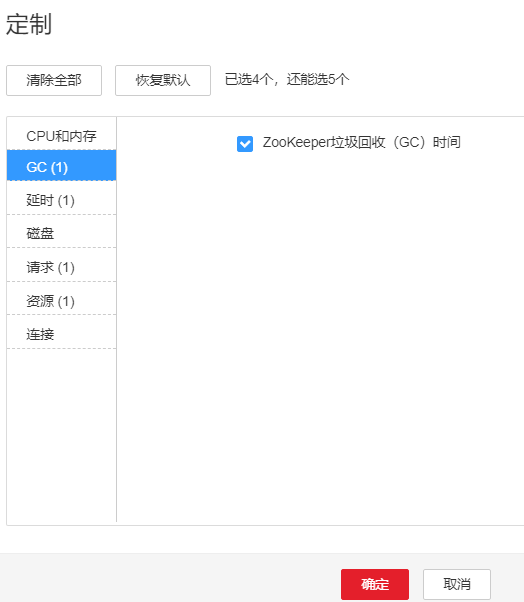 定制
清除全部 恢复默认 已选4个，还能选5个
CPU和内存
ZooKeeper垃圾回收（GC）时间
GC (1)
延时 (1)
磁盘
请求 (1)
资源 (1)
连接
确定 取消